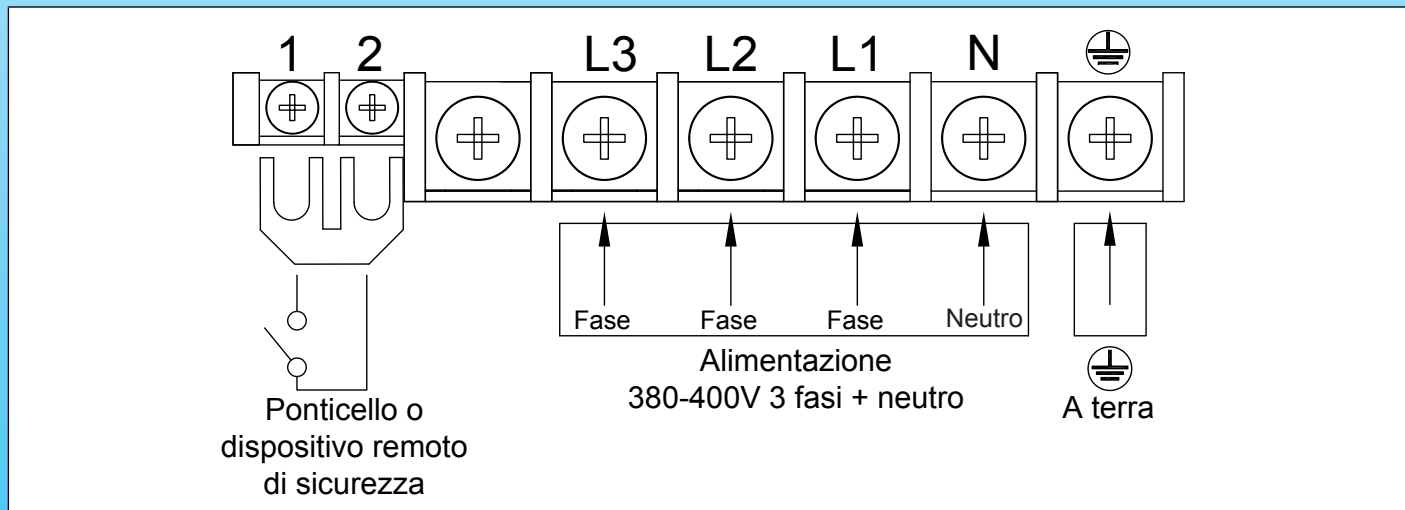 1 2 L3 L2 L1 N
Fase Fase Fase Neutro
Alimentazione
380-400V 3 fasi + neutro
A terra
Ponticello o
dispositivo remoto
di sicurezza